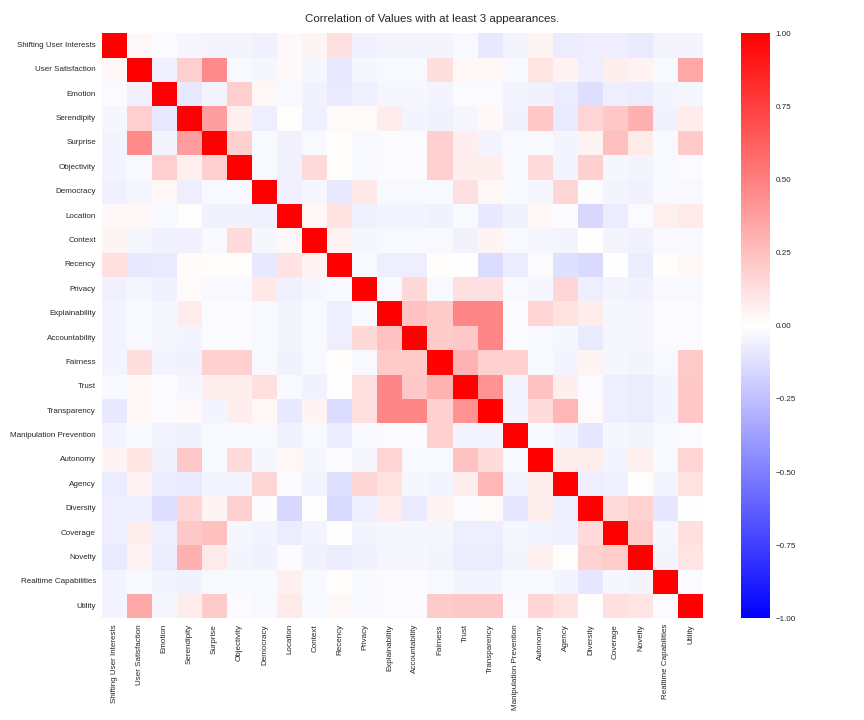 Correlation of Values with at least 3 appearances.
Shifting User Interests
User Satisfaction
Emotion
Serendipity
Surprise
Objectivity
Democracy
Location
Context
Recency
Privacy
Explainability
Accountability
Fairness
Trust
Transparency
Manipulation Prevention
Autonomy
Agency
Diversity
Coverage
Novelty
Realtime Capabilities
Utility
Shifting User Interests
User Satisfaction
Emotion
Serendipity
Surprise
Objectivity
Democracy
Location
Context
Recency
Privacy
Explainability
Accountability
Fairness
Trust
Transparency
Manipulation Prevention
Autonomy
Agency
Diversity
Coverage
Novelty
Realtime Capabilities
Utility
1.00
0.75
0.50
0.25
0.00
−0.25
−0.50
−0.75
−1.00